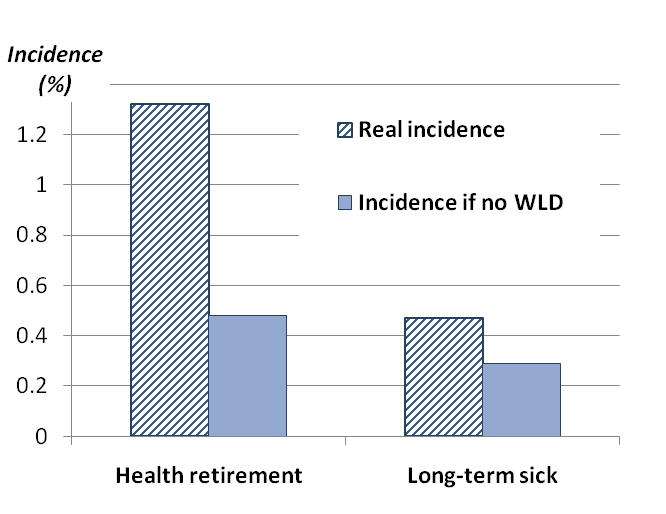 Incidence
(%)
1.2
1
0.8
0.6
0.4
0.2
0
Real incidence
Incidence if no WLD
Health retirement
Long-term sick